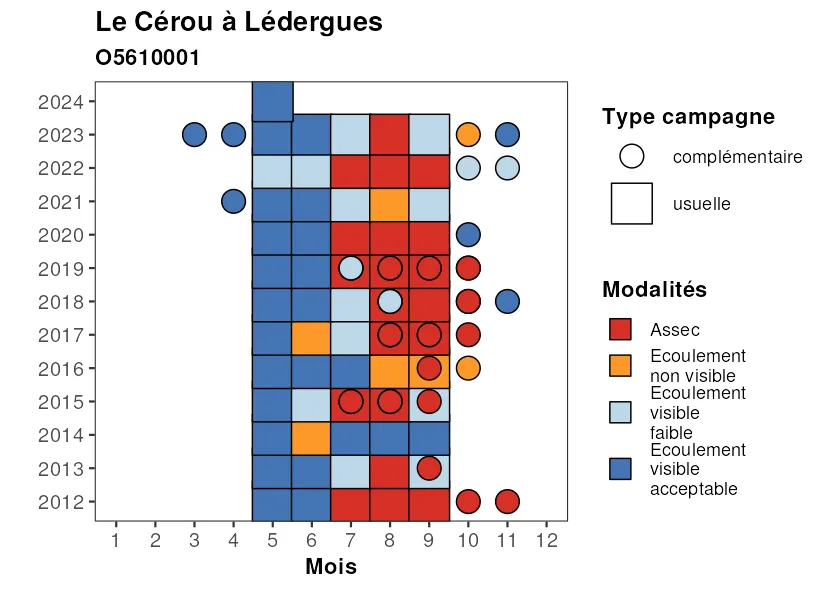 Le Cérou à Lédergues
O5610001
2024
2023
2022
2021
2020
2019
2018
2017
2016
2015
2014
2013
2012
1 2 3 4 5 6 7 8 9 10 11 12
Mois
Type campagne
complémentaire
usuelle
Modalités
Assec
Ecoulement
non visible
Ecoulement
visible
faible
Ecoulement
visible
acceptable